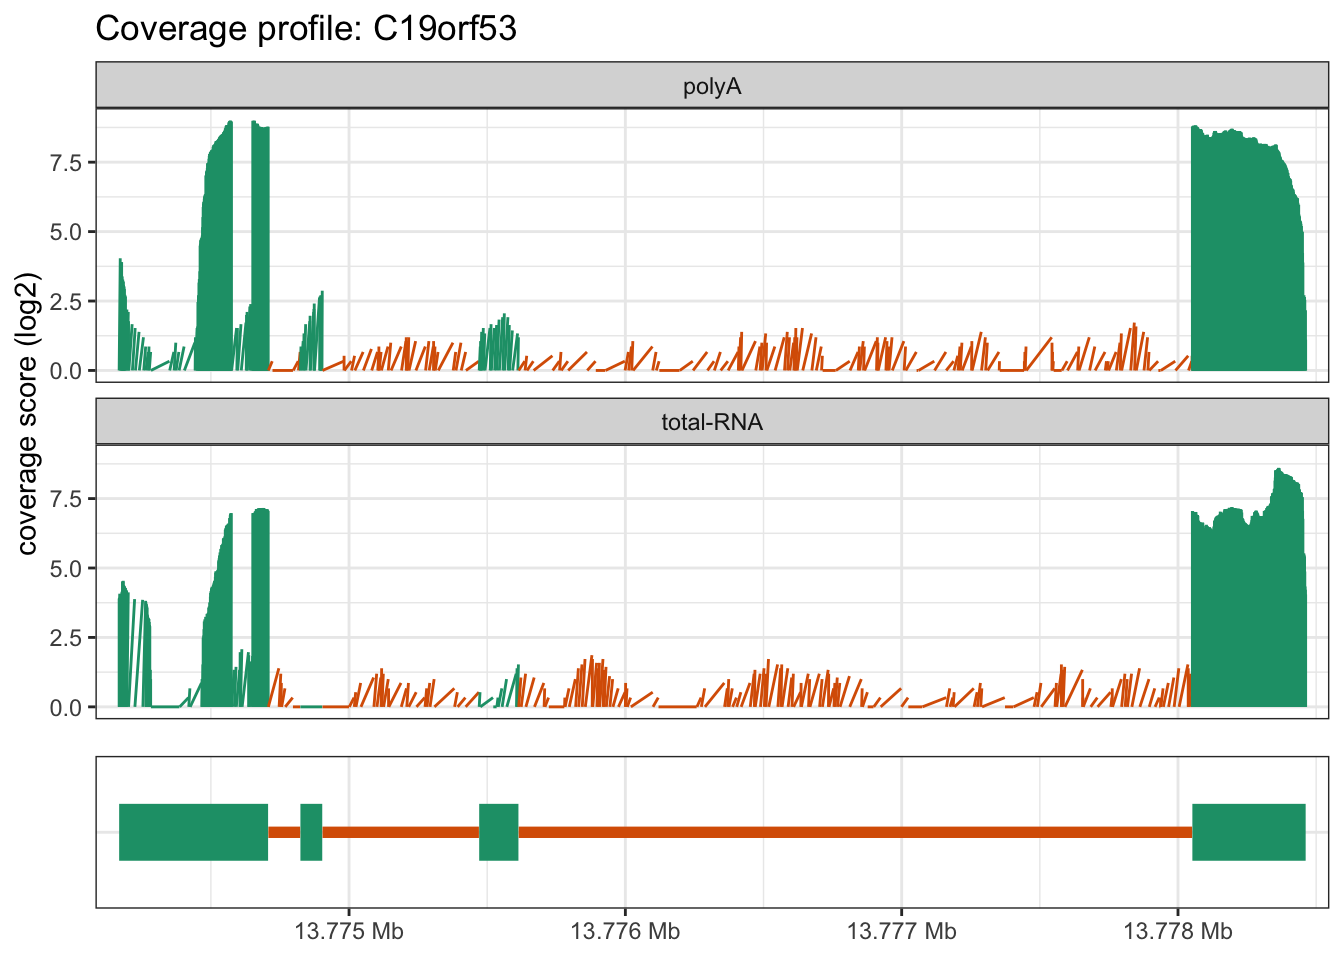 Coverage profile: C19orf53
polyA
7.5
5.0
2.5
0.0
coverage score (log2)
total-RNA
7.5
5.0
2.5
0.0
13.775 Mb
13.776 Mb
13.777 Mb
13.778 Mb